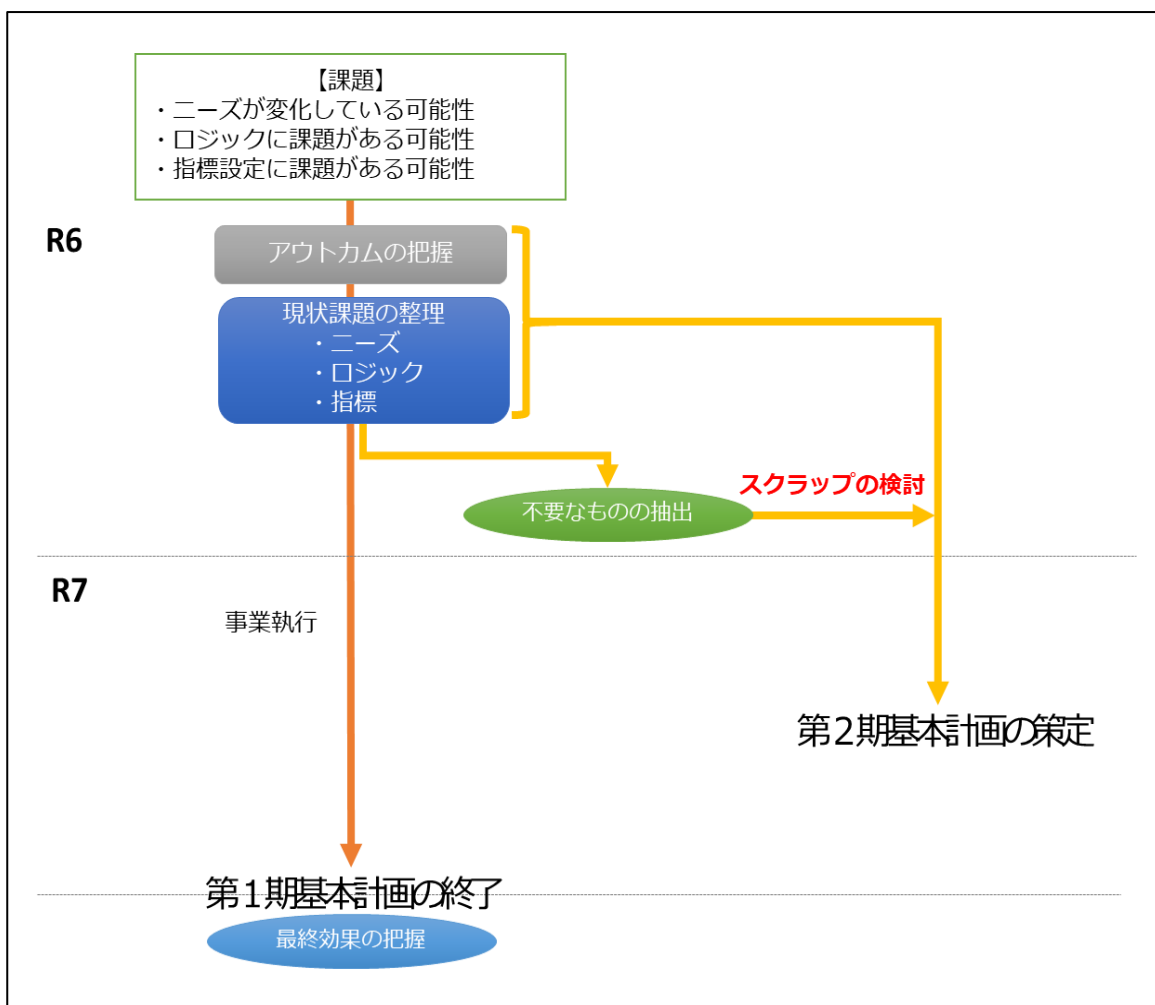 【課題】
・ニーズが変化している可能性
・ロジックに課題がある可能性
・指標設定に課題がある可能性
R6
アウトカムの把握
現状課題の整理
・ニーズ
・ロジック
・指標
スクラップの検討
不要なものの抽出
R7
事業執行
第2期基本計画の策定
第1期基本計画の終了
最終効果の把握